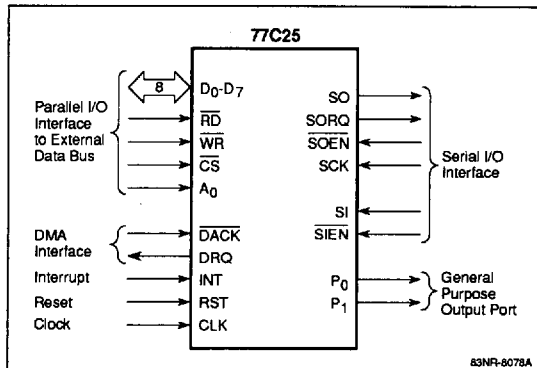 77C25
8
D0-D7
Parallel I/O
Interface
to External
Data Bus
RD
WR
CS
A0
DMA
Interface
DACK
DRQ
Interrupt
INT
Reset
RST
Clock
CLK
SO
SORQ
SOEN
SCK
SI
SIEN
Serial I/O
Interface
P0
P1
General
Purpose
Output Port
83NR-8078A